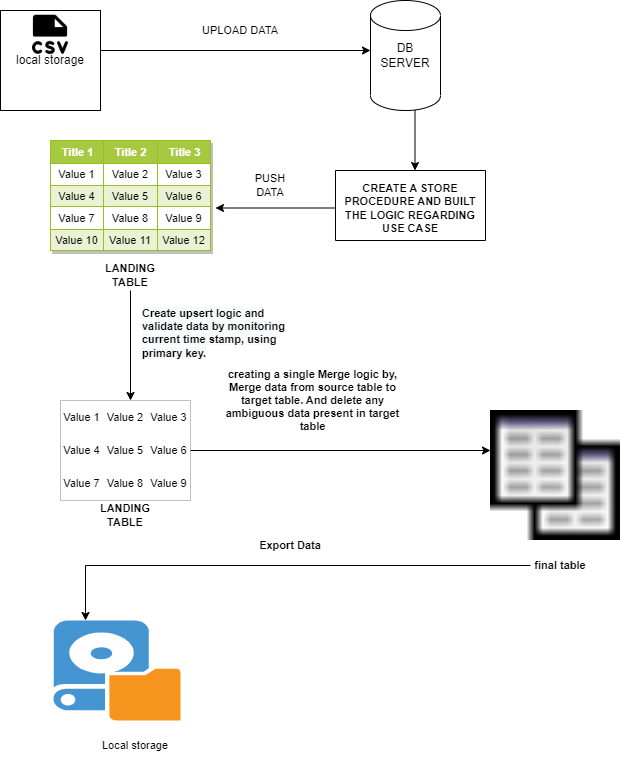 UPLOAD DATA
CSV
local storage
DB
SERVER
Title 1 Title 2 Title 3
Value 1 Value 2 Value 3
Value 4 Value 5 Value 6
Value 7 Value 8 Value 9
Value 10 Value 11 Value 12
PUSH
DATA
CREATE A STORE
PROCEDURE AND BUILT
THE LOGIC REGARDING
USE CASE
LANDING
TABLE
Create upsert logic and
validate data by monitoring
current time stamp, using
primary key.
creating a single Merge logic by,
Merge data from source table to
target table. And delete any
ambiguous data present in target
table
Value 1 Value 2 Value 3
Value 4 Value 5 Value 6
Value 7 Value 8 Value 9
LANDING
TABLE
Export Data
final table
Local storage